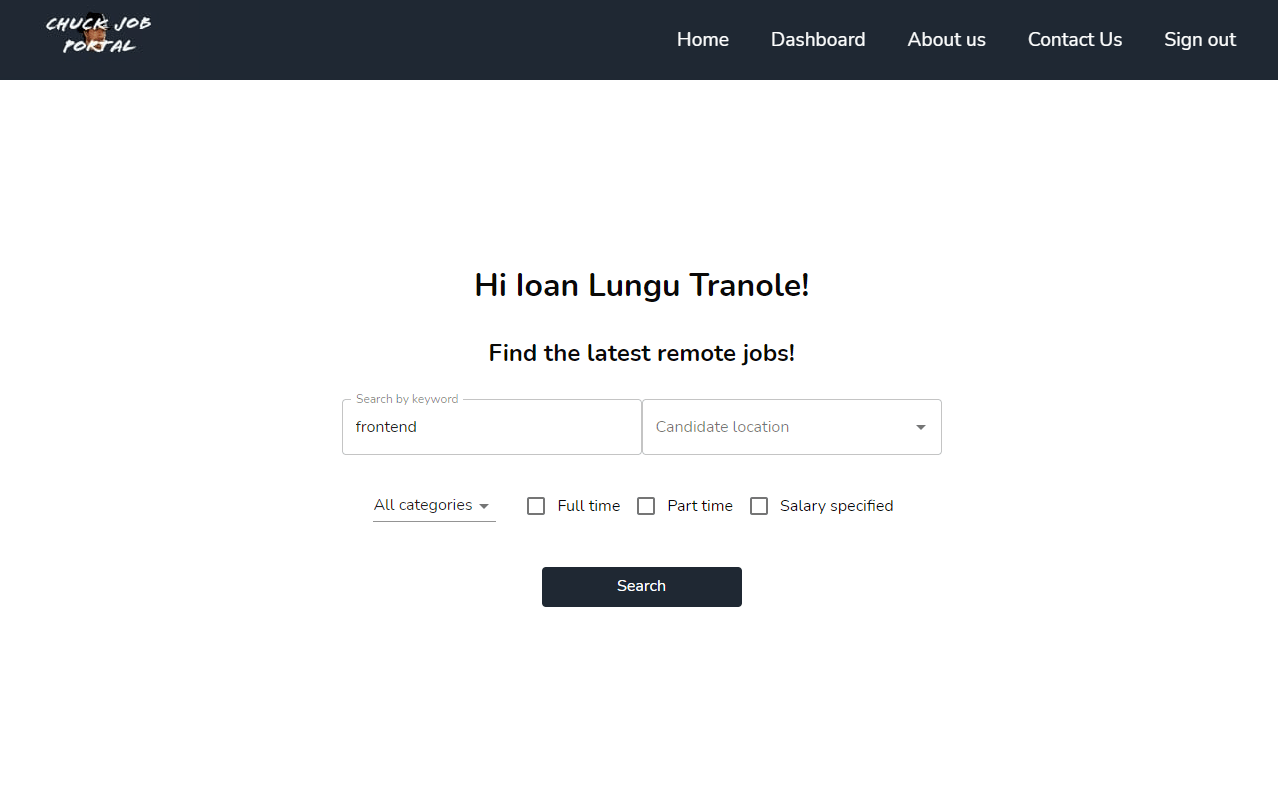 CHUCK JOB
PORTAL
Home Dashboard About us Contact Us Sign out
Hi Ioan Lungu Tranole!
Find the latest remote jobs!
Search by keyword
frontend Candidate location
All categories Full time Part time Salary specified
Search